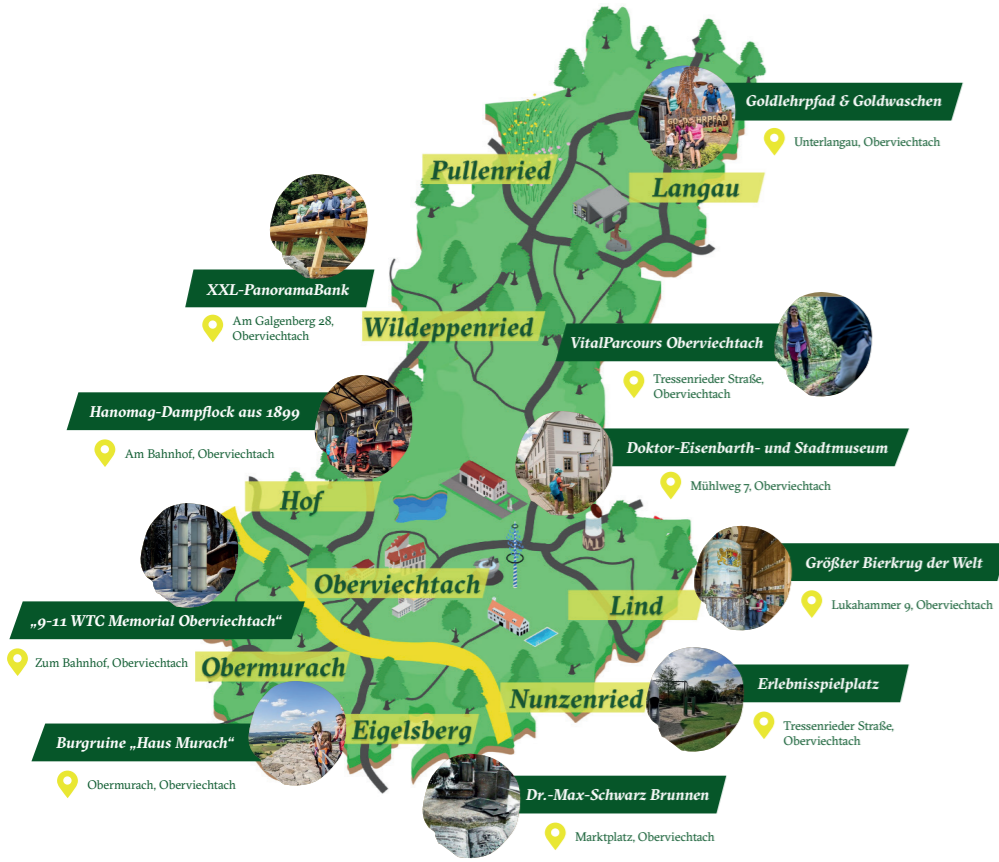 Goldlehrpfad & Goldwaschen
Unterlangau, Oberviechtach
GOLDLEHRPFAD
Pullenried
Langau
XXL-PanoramaBank
Am Galgenberg 28,
Oberviechtach
Wildeppenried
VitalParcours Oberviechtach
Tressenrieder Straße,
Oberviechtach
Hanomag-Dampflock aus 1899
Am Bahnhof, Oberviechtach
Doktor-Eisenbarth- und Stadtmuseum
Mühlweg 7, Oberviechtach
Hof
Oberviechtach
Größter Bierkrug der Welt
Lukahammer 9, Oberviechtach
Lind
„9-11 WTC Memorial Oberviechtach“
Zum Bahnhof, Oberviechtach
Obermurach
Nunzenried
Erlebnisspielplatz
Tressenrieder Straße,
Oberviechtach
Eigelsberg
Burgruine „Haus Murach“
Obermurach, Oberviechtach
Dr.-Max-Schwarz Brunnen
Marktplatz, Oberviechtach